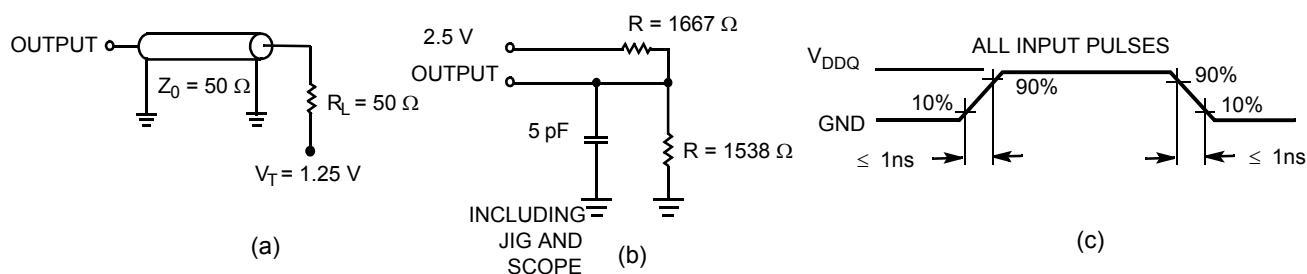 OUTPUT
Z0 = 50 Ω
RL = 50 Ω
VT = 1.25 V
(a)
R = 1667 Ω
2.5 V
OUTPUT
5 pF
R = 1538 Ω
INCLUDING
JIG AND
SCOPE
(b)
ALL INPUT PULSES
VDDQ
GND
10%
90%
90%
10%
≤ 1ns
≤ 1ns
(c)